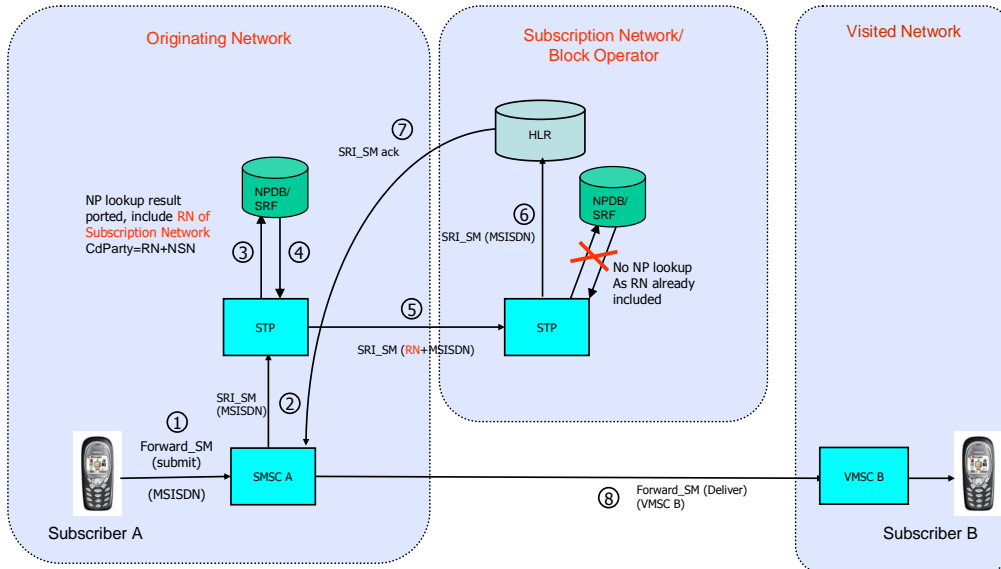 Originating Network
Subscription Network/
Block Operator
Visited Network
7
SRI_SM ack
HLR
NPDB/
SRF
NP lookup result
ported, include RN of
Subscription Network
CdParty=RN+NSN
3
4
6
SRI_SM (MSISDN)
NPDB/
SRF
No NP lookup
As RN already
included
STP
5
STP
SRI_SM (RN+MSISDN)
SRI_SM
(MSISDN)
2
1
Forward_SM
(submit)
(MSISDN)
SMSC A
8
Forward_SM (Deliver)
(VMSC B)
VMSC B
Subscriber A
Subscriber B